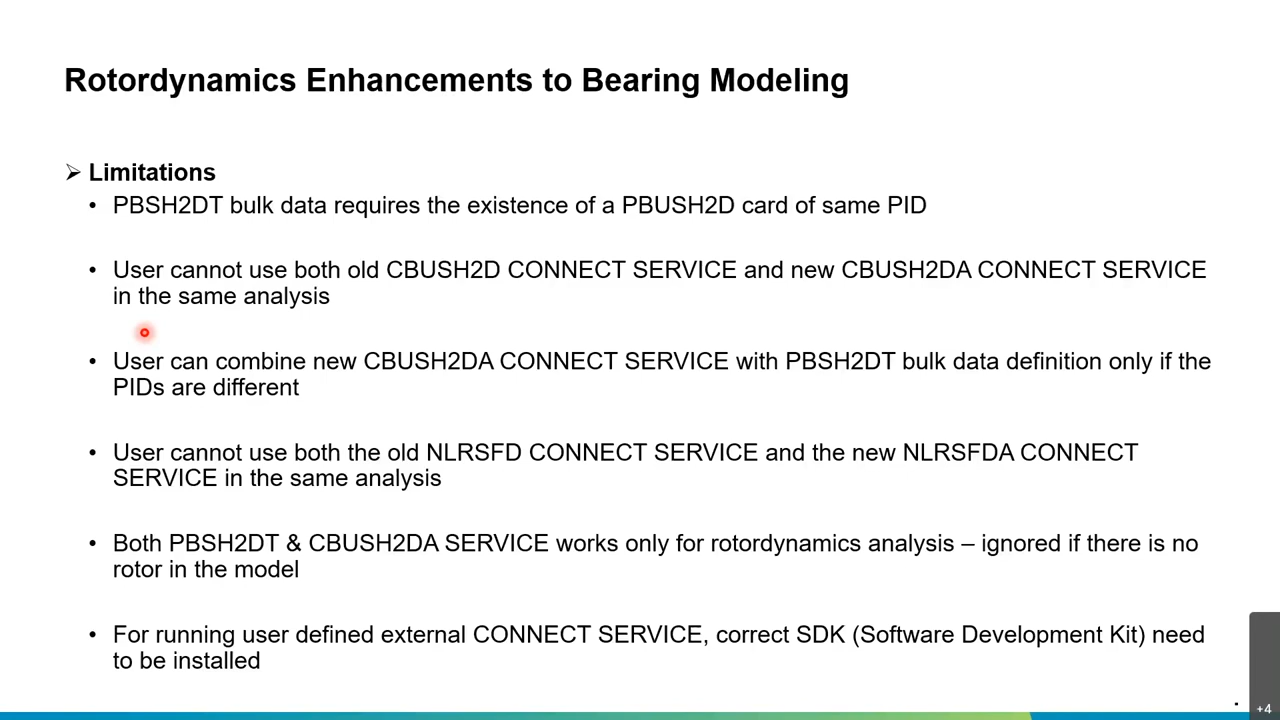 Rotordynamics Enhancements to Bearing Modeling
➢ Limitations
• PBSH2DT bulk data requires the existence of a PBUSH2D card of same PID
• User cannot use both old CBUSH2D CONNECT SERVICE and new CBUSH2DA CONNECT SERVICE
in the same analysis
• User can combine new CBUSH2DA CONNECT SERVICE with PBSH2DT bulk data definition only if the
PIDs are different
• User cannot use both the old NLRSFD CONNECT SERVICE and the new NLRSFDA CONNECT
SERVICE in the same analysis
• Both PBSH2DT & CBUSH2DA SERVICE works only for rotordynamics analysis – ignored if there is no
rotor in the model
• For running user defined external CONNECT SERVICE, correct SDK (Software Development Kit) need
to be installed
+4